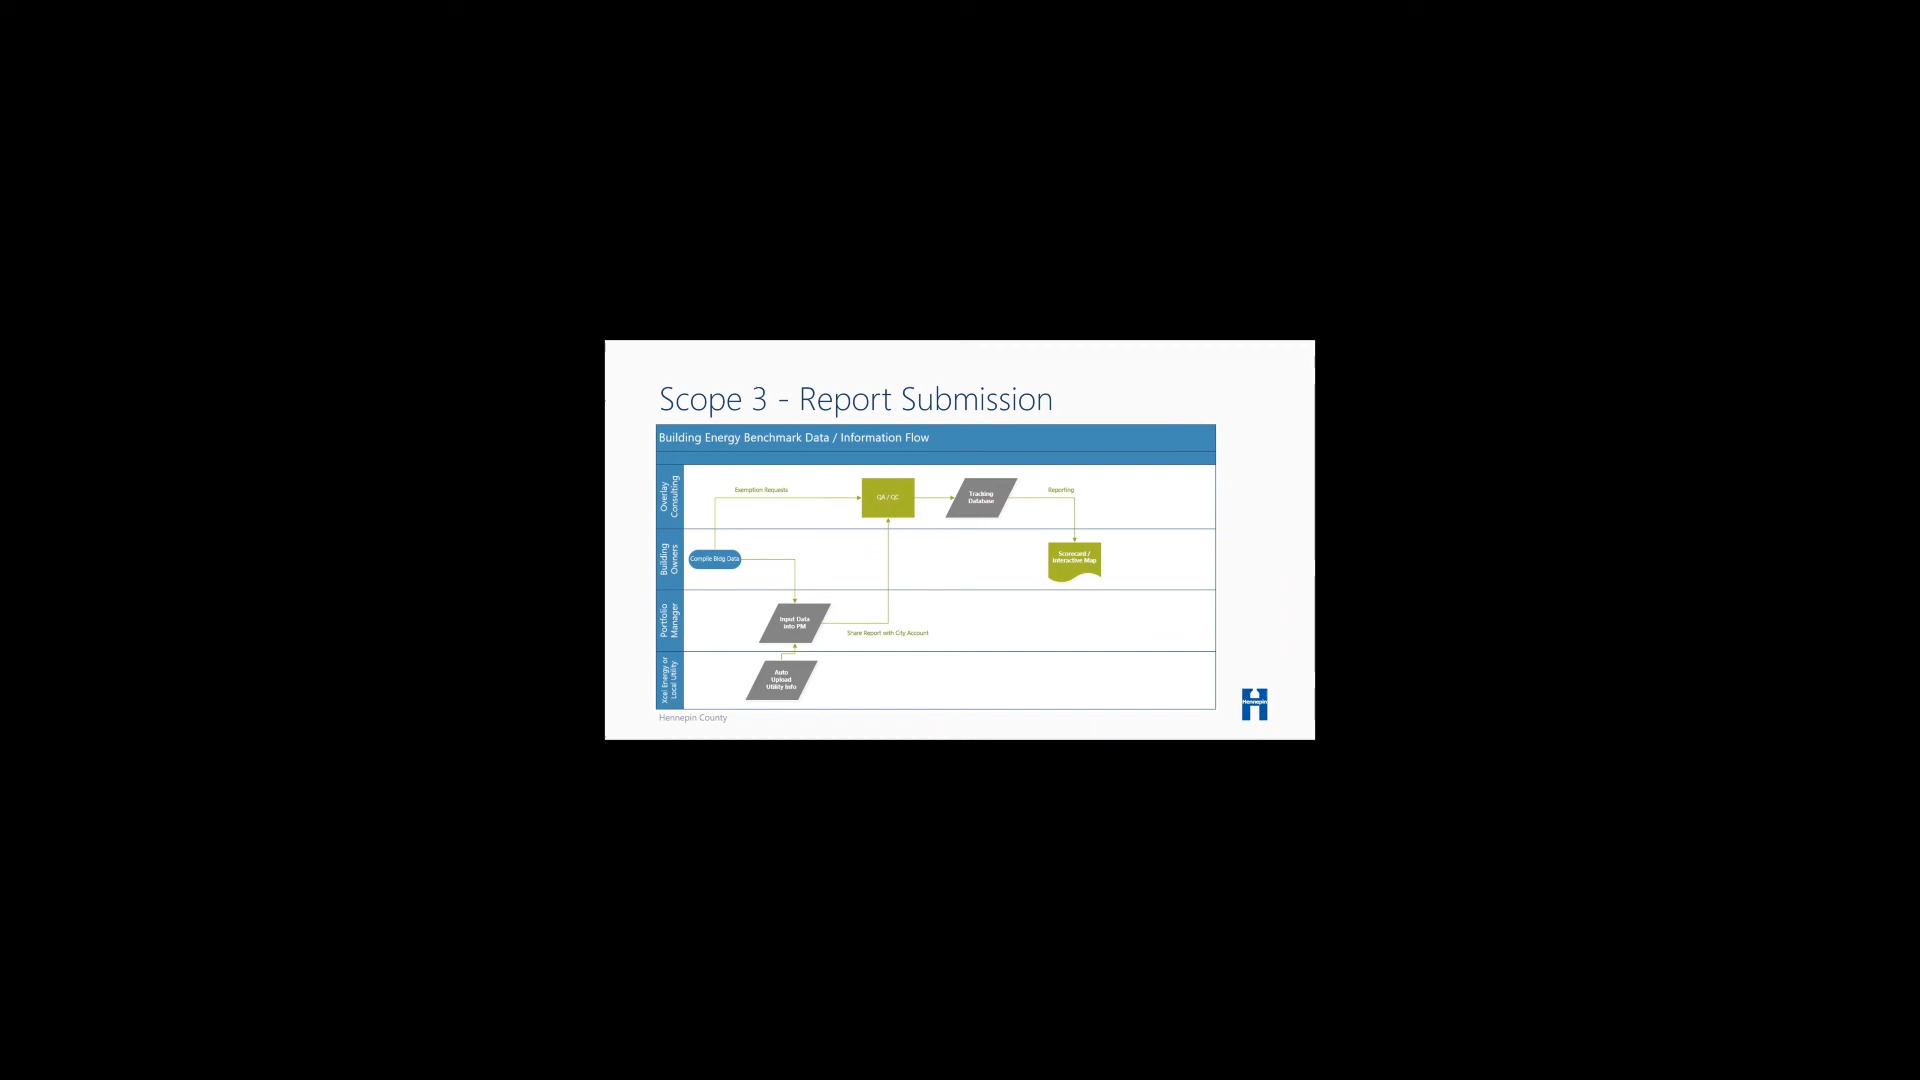 Scope 3 - Report Submission
Building Energy Benchmark Data / Information Flow
Overlay
Consulting
Exemption Requests
QA / QC
Tracking
Database
Reporting
Building
Owners
Compile Bldg Data
Scorecard /
Interactive Map
Portfolio
Manager
Input Data
into PM
Share Report with City Account
Xcel Energy or
Local Utility
Auto
Upload
Utility Info
Hennepin County
Hennepin